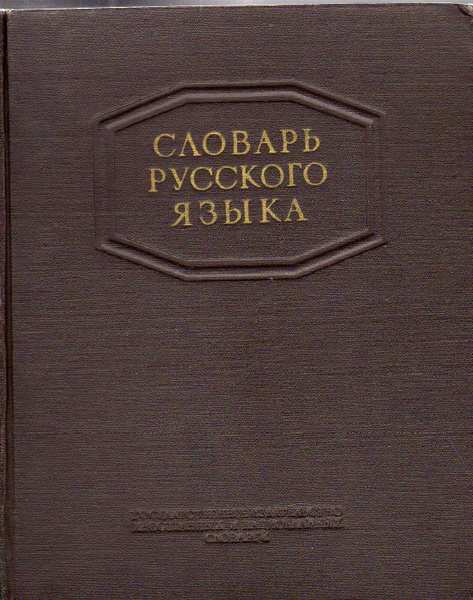 СЛОВАРЬ
РУССКОГО
ЯЗЫКА
ГОСУДАРСТВЕННОЕ ИЗДАТЕЛЬСТВО
ИНОСТРАННЫХ И НАЦИОНАЛЬНЫХ
СЛОВАРЕЙ